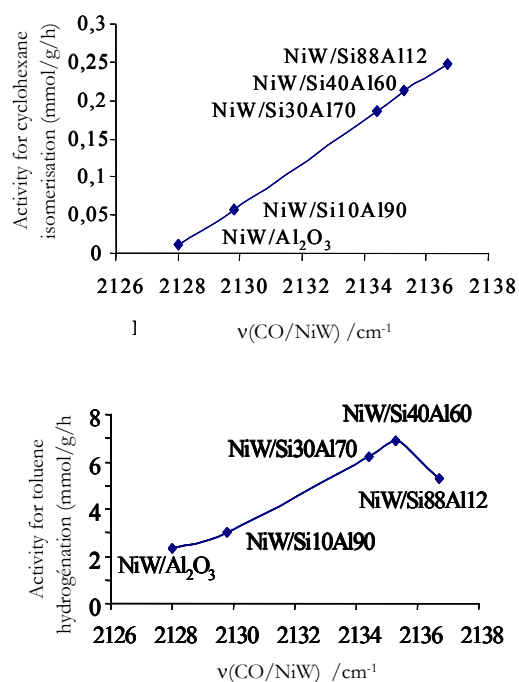 Activity for cyclohexane
isomerisation (mmol/g/h)
0,3
0,25
0,2
0,15
0,1
0,05
0
NiW/Si88Al12
NiW/Si40Al60
NiW/Si30Al70
NiW/Si10Al90
NiW/Al₂O₃
2126 2128 2130 2132 2134 2136 2138
ν(CO/NiW) /cm⁻¹
Activity for toluene
hydrogénation (mmol/g/h)
8
6
4
2
0
NiW/Si40Al60
NiW/Si30Al70
NiW/Si88Al12
NiW/Si10Al90
NiW/Al₂O₃
2126 2128 2130 2132 2134 2136 2138
ν(CO/NiW) /cm⁻¹